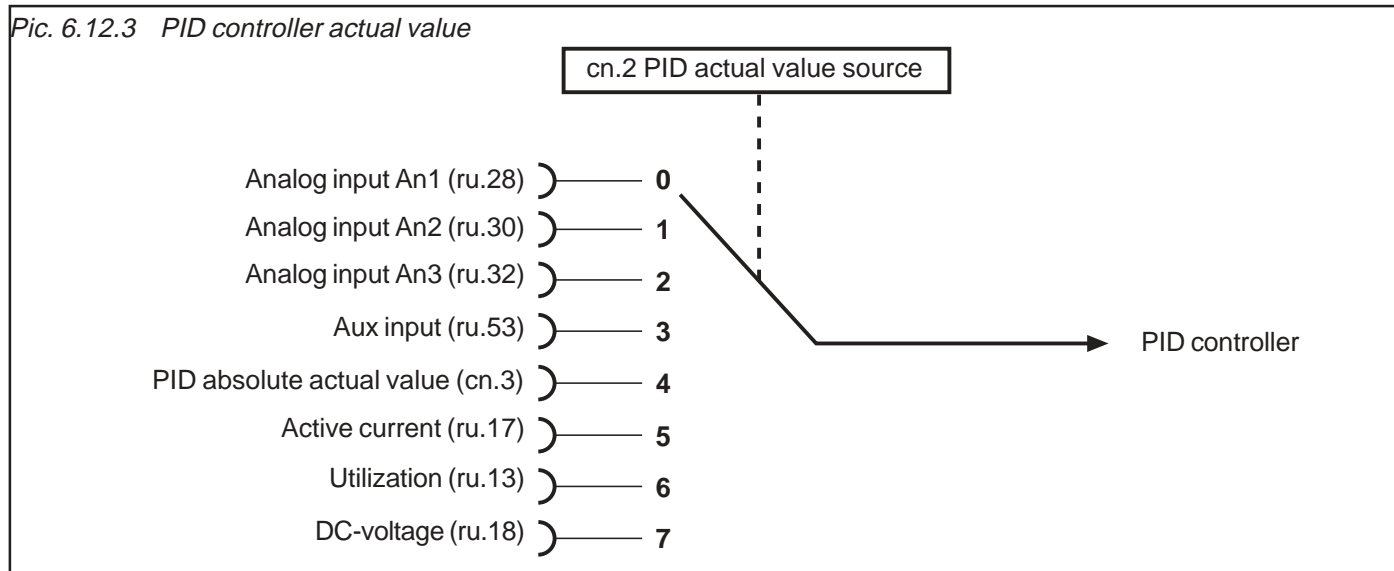 Pic. 6.12.3 PID controller actual value
cn.2 PID actual value source
Analog input An1 (ru.28) 0
Analog input An2 (ru.30) 1
Analog input An3 (ru.32) 2
Aux input (ru.53) 3
PID controller
PID absolute actual value (cn.3) 4
Active current (ru.17) 5
Utilization (ru.13) 6
DC-voltage (ru.18) 7